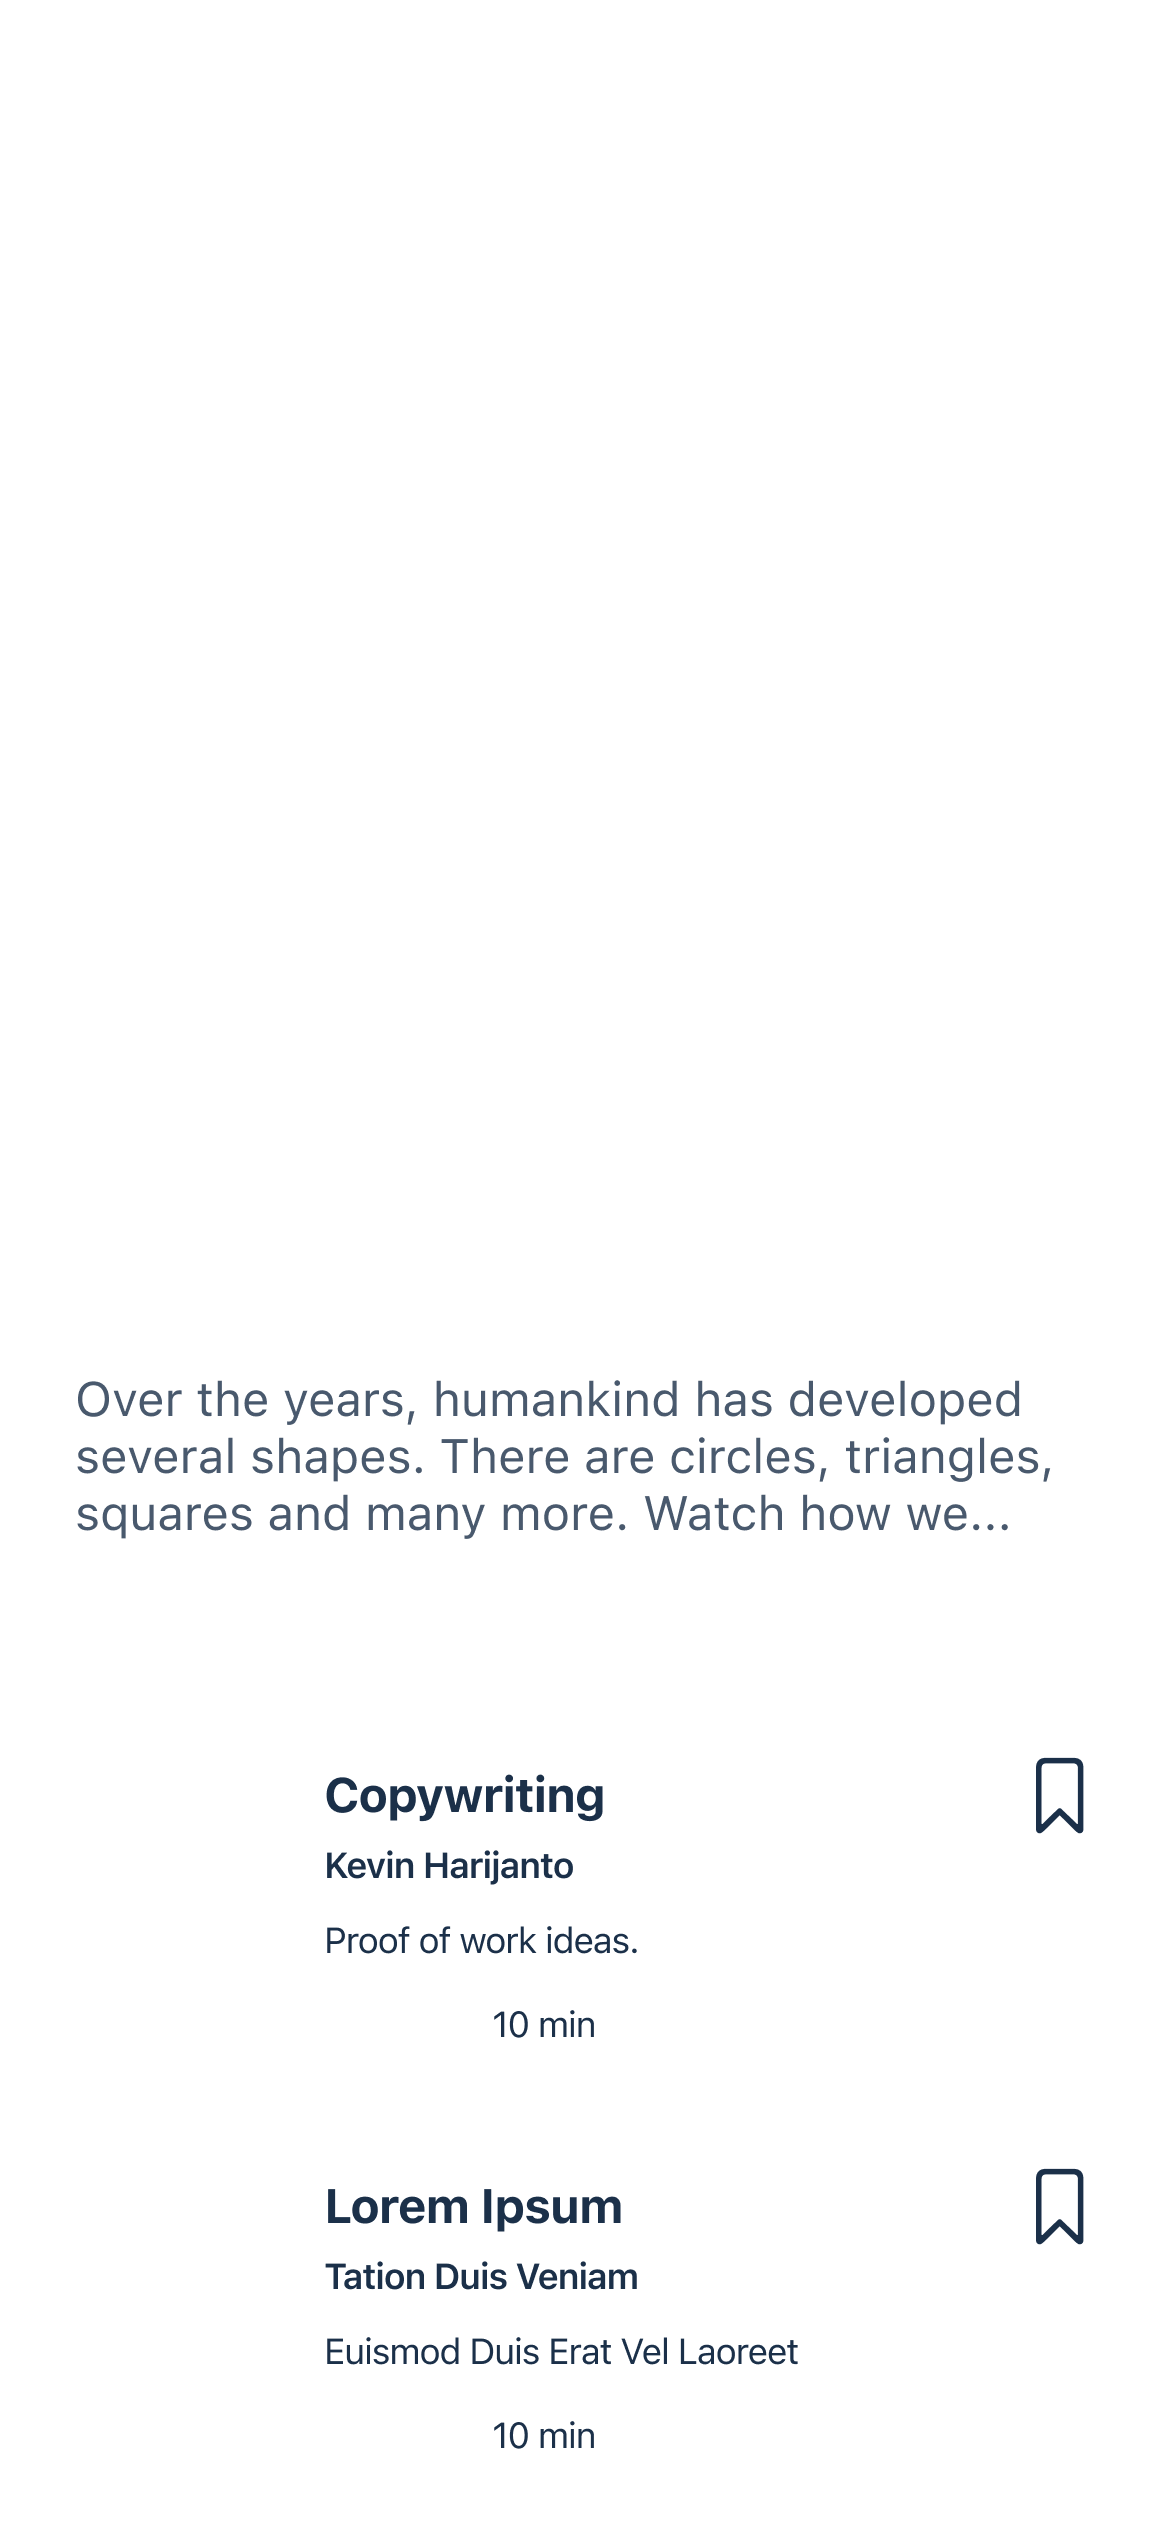 Over the years, humankind has developed
several shapes. There are circles, triangles,
squares and many more. Watch how we...
Copywriting
Kevin Harijanto
Proof of work ideas.
10 min
Lorem Ipsum
Tation Duis Veniam
Euismod Duis Erat Vel Laoreet
10 min